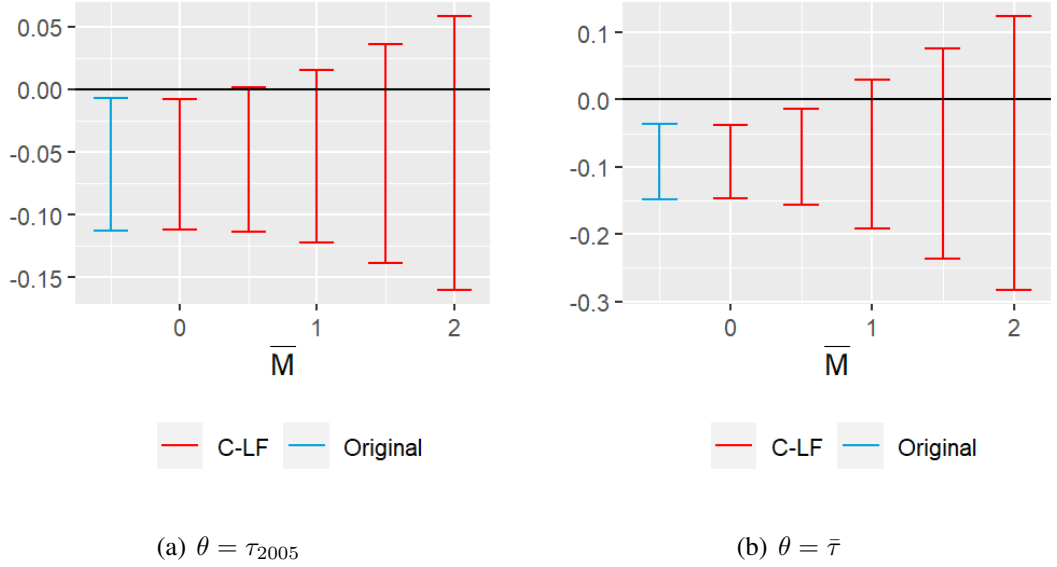 0.05
0.00
-0.05
-0.10
-0.15
0 1 2
M̅
C-LF Original
(a) θ = τ₂₀₀₅
0.1
0.0
-0.1
-0.2
-0.3
0 1 2
M̅
C-LF Original
(b) θ = τ̄